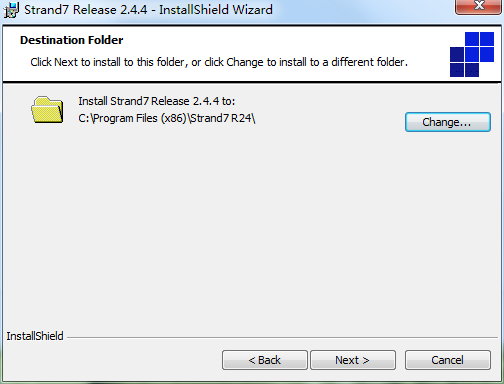 Strand7 Release 2.4.4 - InstallShield Wizard
Destination Folder
Click Next to install to this folder, or click Change to install to a different folder.
Install Strand7 Release 2.4.4 to:
C:\Program Files (x86)\Strand7 R24\
Change...
InstallShield
< Back
Next >
Cancel